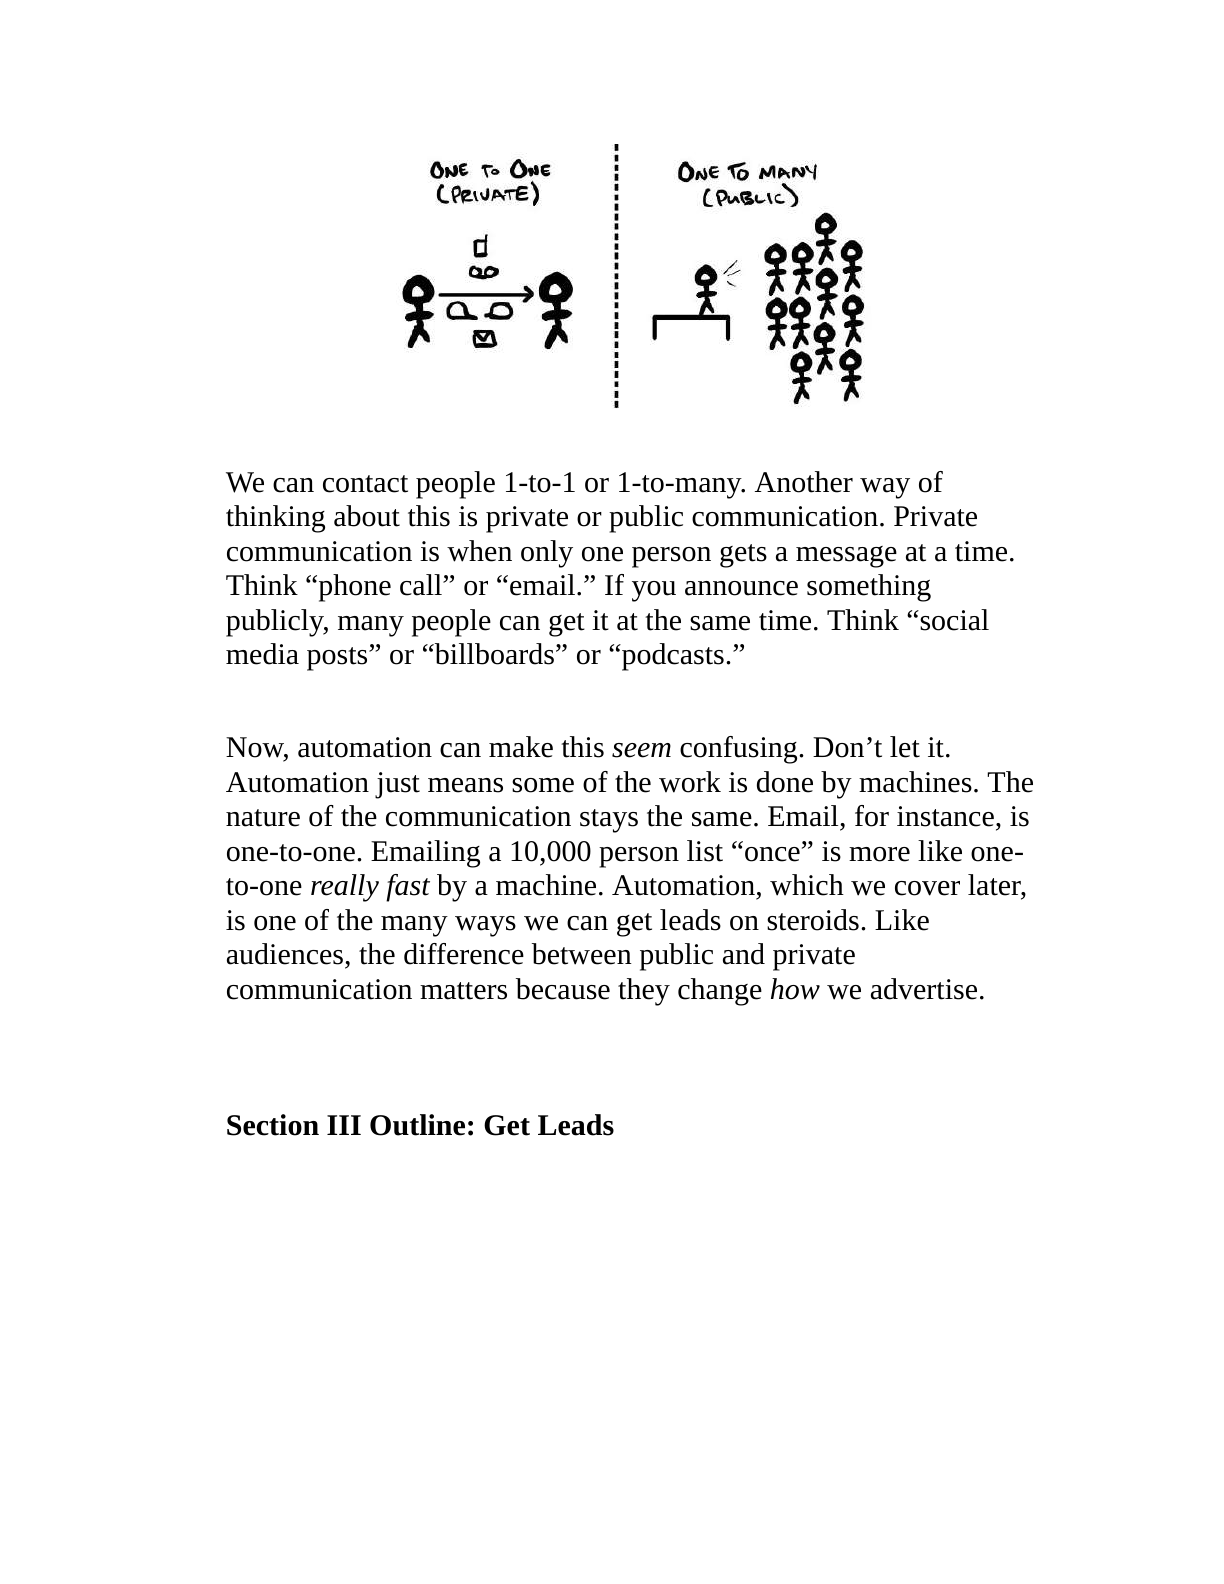 ONE TO ONE
(PRIVATE)
ONE TO MANY
(PUBLIC)
We can contact people 1-to-1 or 1-to-many. Another way of
thinking about this is private or public communication. Private
communication is when only one person gets a message at a time.
Think “phone call” or “email.” If you announce something
publicly, many people can get it at the same time. Think “social
media posts” or “billboards” or “podcasts.”
Now, automation can make this seem confusing. Don’t let it.
Automation just means some of the work is done by machines. The
nature of the communication stays the same. Email, for instance, is
one-to-one. Emailing a 10,000 person list “once” is more like one-
to-one really fast by a machine. Automation, which we cover later,
is one of the many ways we can get leads on steroids. Like
audiences, the difference between public and private
communication matters because they change how we advertise.
Section III Outline: Get Leads